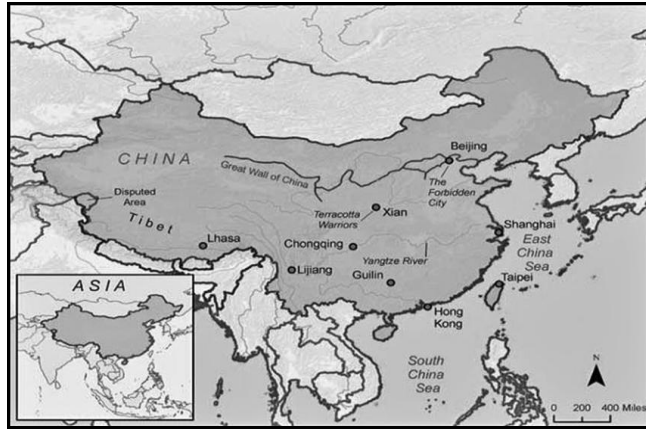 Beijing
CHINA
Great Wall of China
The
Forbidden
City
Disputed
Area
Terracotta
Warriors
Xian
Tibet
Shanghai
Lhasa
Chongqing
East
China
Sea
Yangtze River
Lijiang
Guilin
Taipei
ASIA
Hong
Kong
South
China
Sea
N
0 200 400 Miles